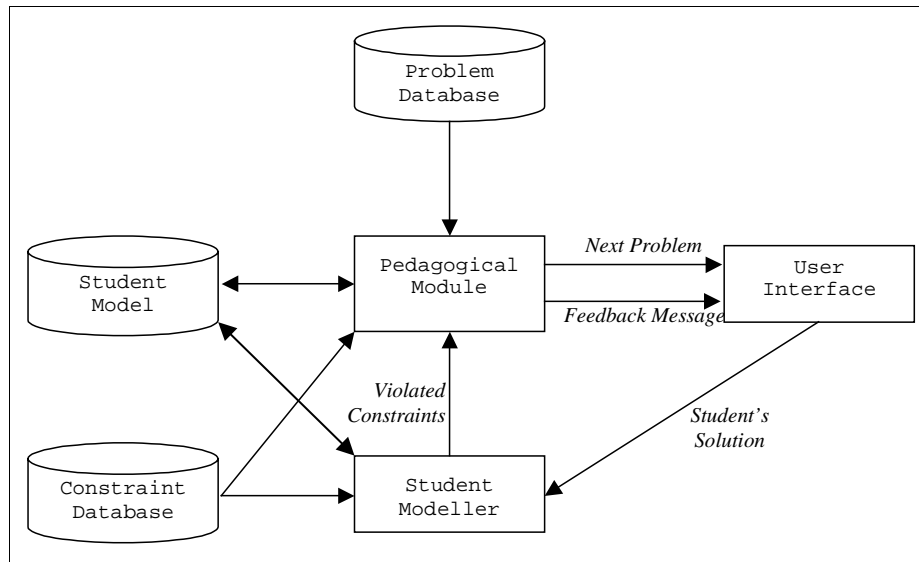 Problem
Database
Student
Model
Pedagogical
Module
Next Problem
Feedback Message
User
Interface
Violated
Constraints
Student's
Solution
Constraint
Database
Student
Modeller